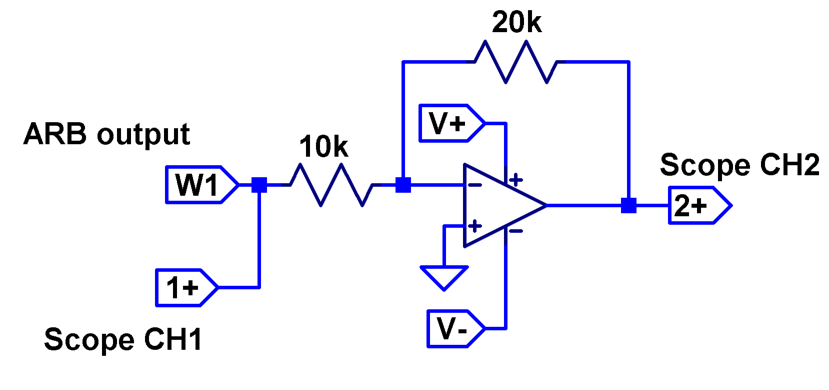 20k
V+
ARB output
10k
Scope CH2
W1
−
+
2+
+
−
1+
V-
Scope CH1